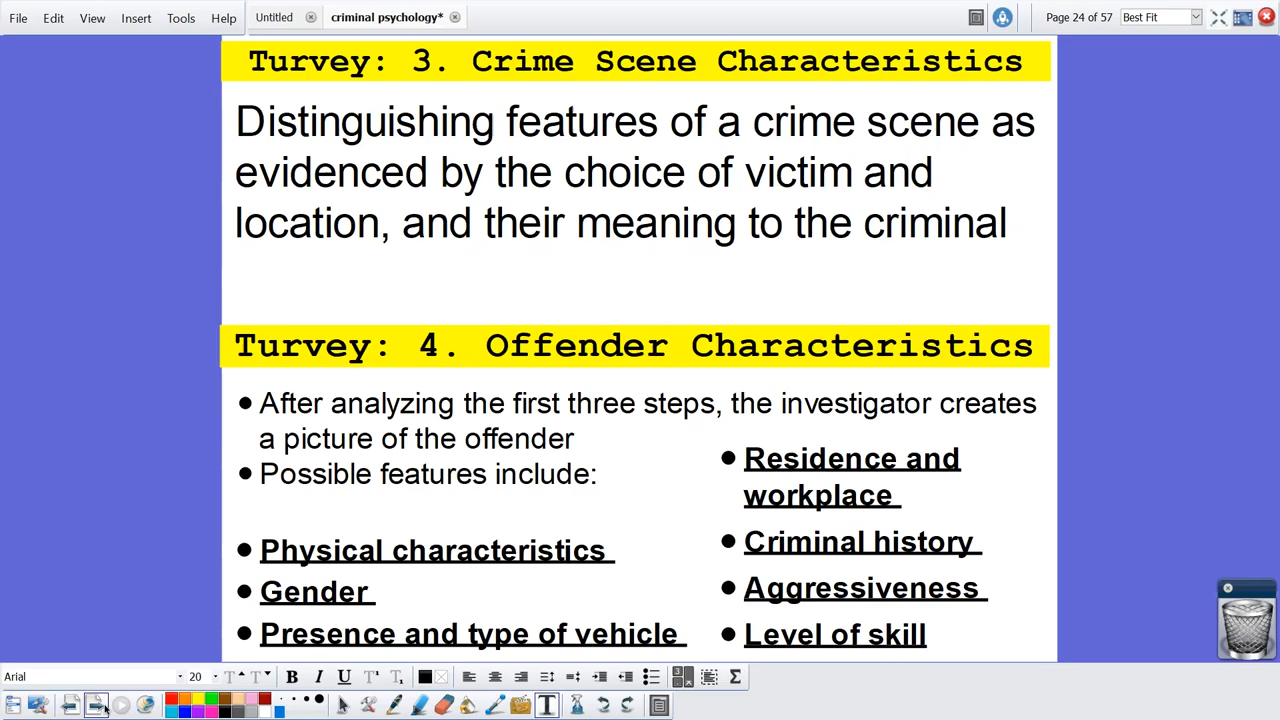 File Edit View Insert Tools Help
Untitled
criminal psychology*
Page 24 of 57
Best Fit
Turvey: 3. Crime Scene Characteristics
Distinguishing features of a crime scene as
evidenced by the choice of victim and
location, and their meaning to the criminal
Turvey: 4. Offender Characteristics
• After analyzing the first three steps, the investigator creates
a picture of the offender
• Possible features include:
• Physical characteristics
• Gender
• Presence and type of vehicle
• Residence and
workplace
• Criminal history
• Aggressiveness
• Level of skill
Arial
20